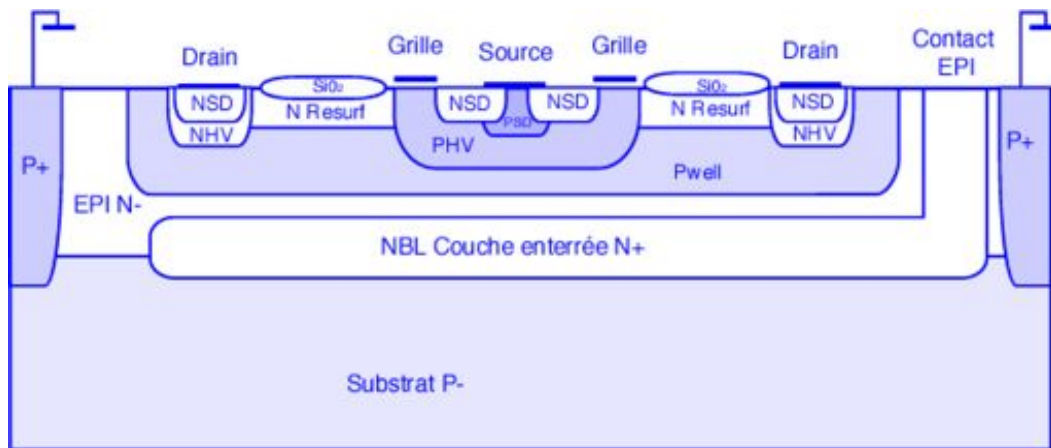 Drain
Grille
Source
Grille
Drain
Contact
EPI
SiO₂
SiO₂
NSD
NSD
NSD
NSD
N Resurf
PSD
N Resurf
NHV
NHV
PHV
P+
P+
Pwell
EPI N-
NBL Couche enterrée N+
Substrat P-